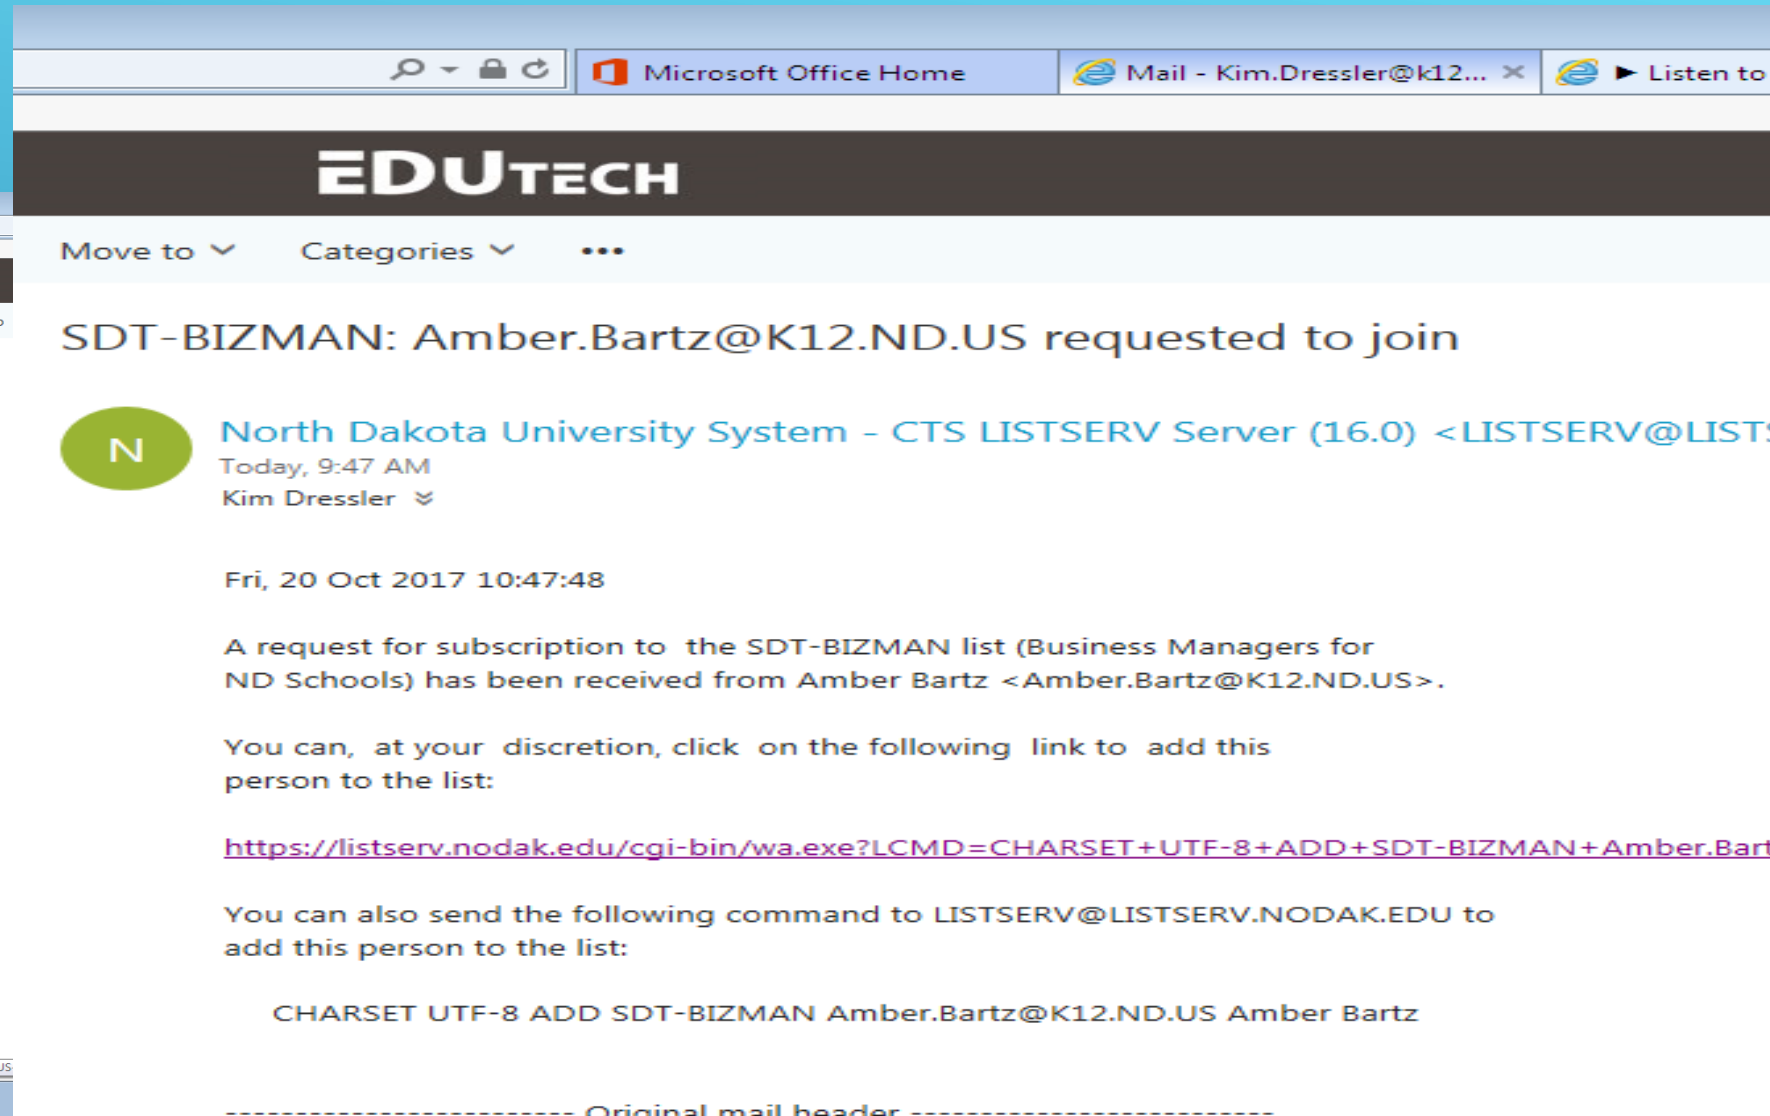 Microsoft Office Home
Mail - Kim.Dressler@k12...
► Listen to
EDUTECH
Move to
Categories
•••
SDT-BIZMAN: Amber.Bartz@K12.ND.US requested to join
N
North Dakota University System - CTS LISTSERV Server (16.0) <LISTSERV@LISTS
Today, 9:47 AM
Kim Dressler
Fri, 20 Oct 2017 10:47:48
A request for subscription to the SDT-BIZMAN list (Business Managers for
ND Schools) has been received from Amber Bartz <Amber.Bartz@K12.ND.US>.
You can, at your discretion, click on the following link to add this
person to the list:
https://listserv.nodak.edu/cgi-bin/wa.exe?LCMD=CHARSET+UTF-8+ADD+SDT-BIZMAN+Amber.Bart
You can also send the following command to LISTSERV@LISTSERV.NODAK.EDU to
add this person to the list:
CHARSET UTF-8 ADD SDT-BIZMAN Amber.Bartz@K12.ND.US Amber Bartz
-------------------------- Original mail header --------------------------